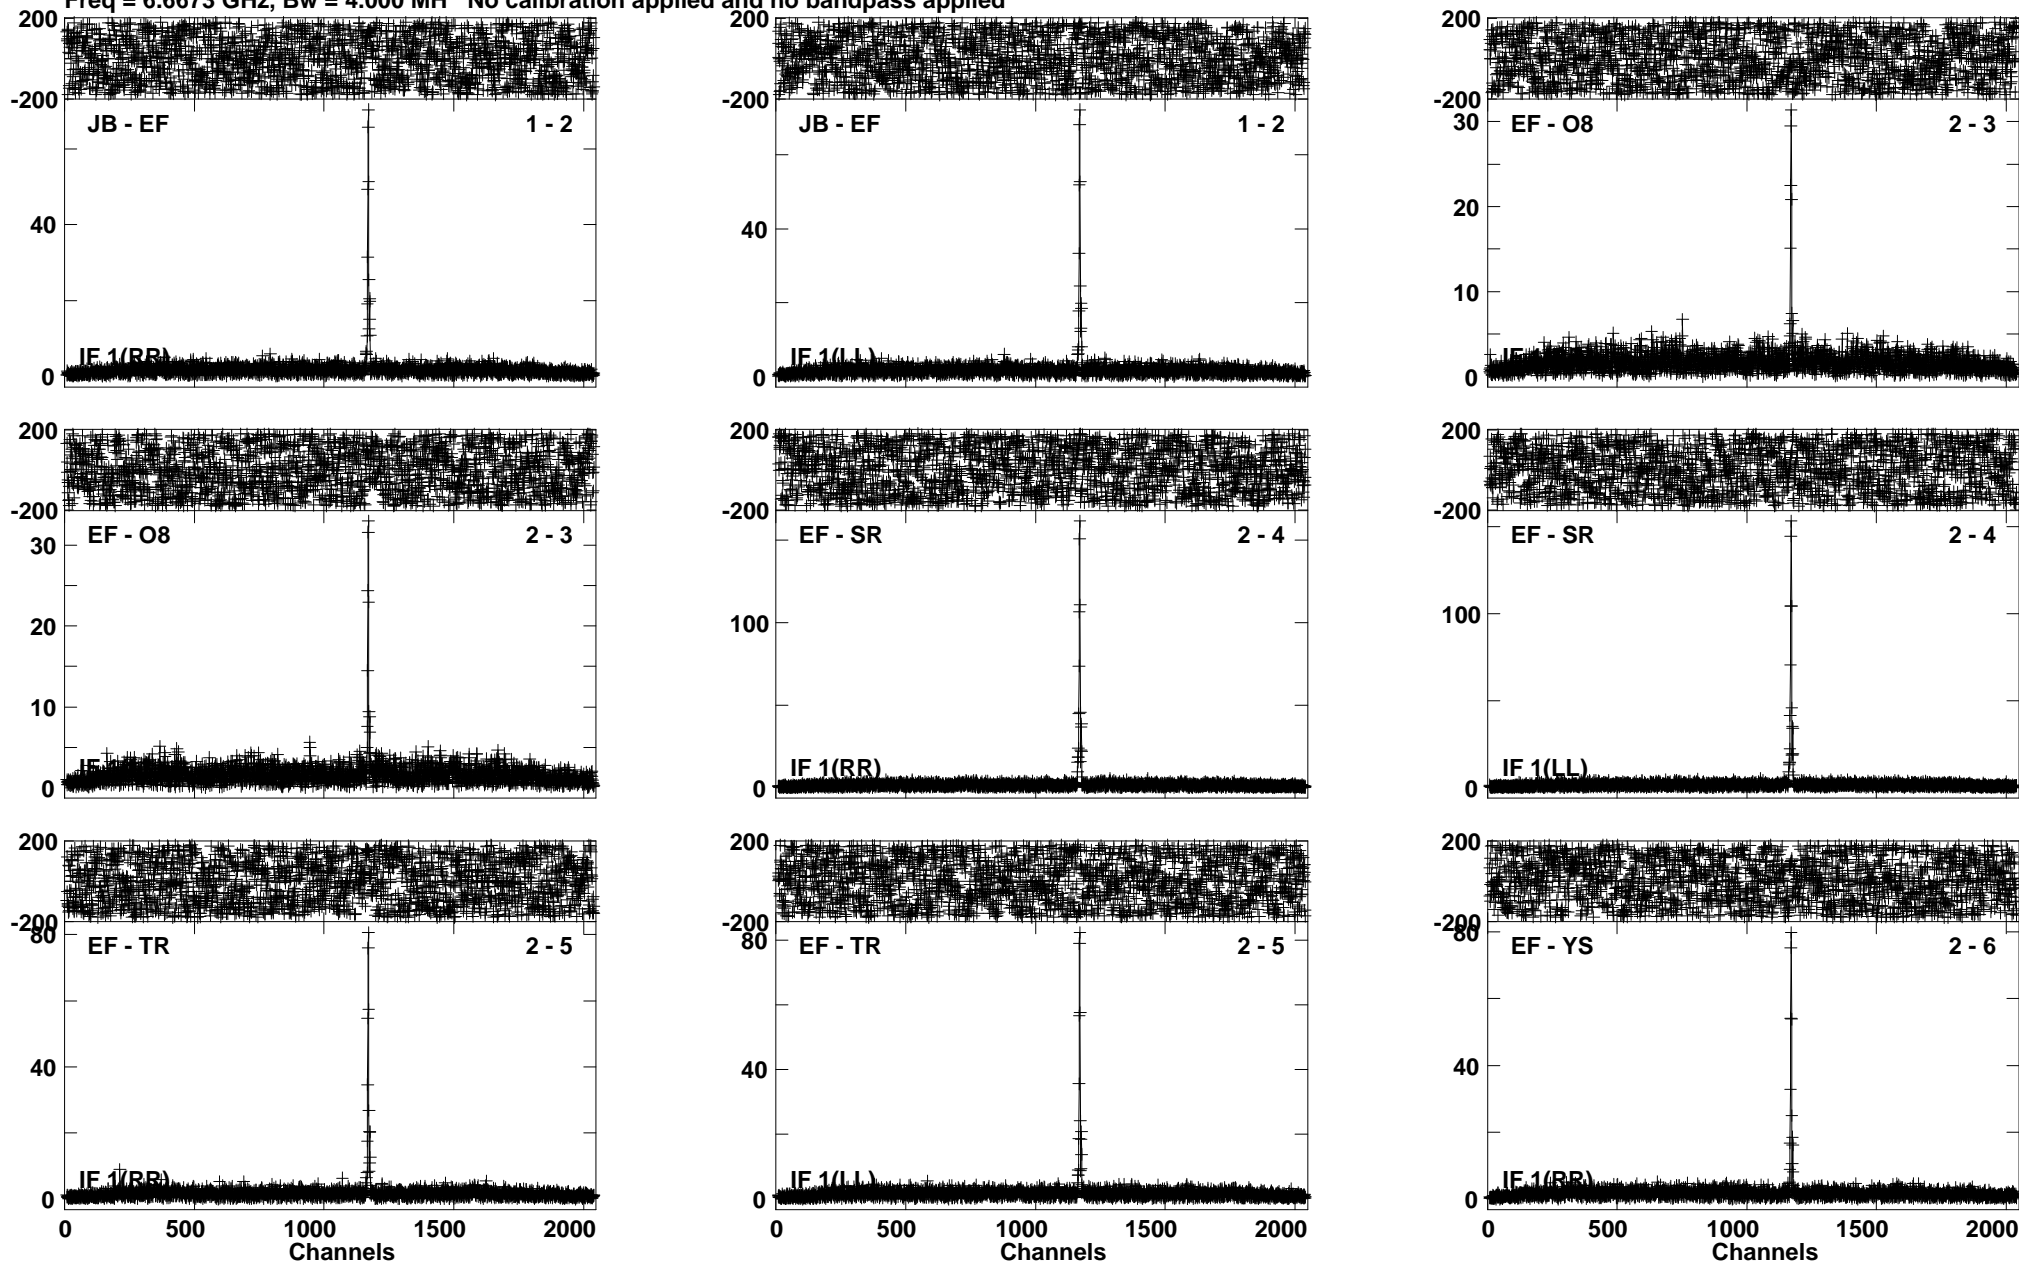 Freq = 6.6673 GHz, Bw = 4.000 MH No calibration applied and no bandpass applied
200 200 200
-200 -200 -200
JB - EF 1 - 2 JB - EF 1 - 2 EF - O8 2 - 3
30
40 40 20
10
IF 1(RR) IF 1(LL)
0 0 0
200 200 200
-200 -200 -200
EF - O8 2 - 3 EF - SR 2 - 4 EF - SR 2 - 4
30
20 100 100
10
IF 1(RR) IF 1(LL)
0 0 0
200 200 200
-200 -200 -200
80 80 80
EF - TR 2 - 5 EF - TR 2 - 5 EF - YS 2 - 6
40 40 40
IF 1(RR) IF 1(LL) IF 1(RR)
0 0 0
0 500 1000 1500 2000 0 500 1000 1500 2000 0 500 1000 1500 2000
Channels Channels Channels